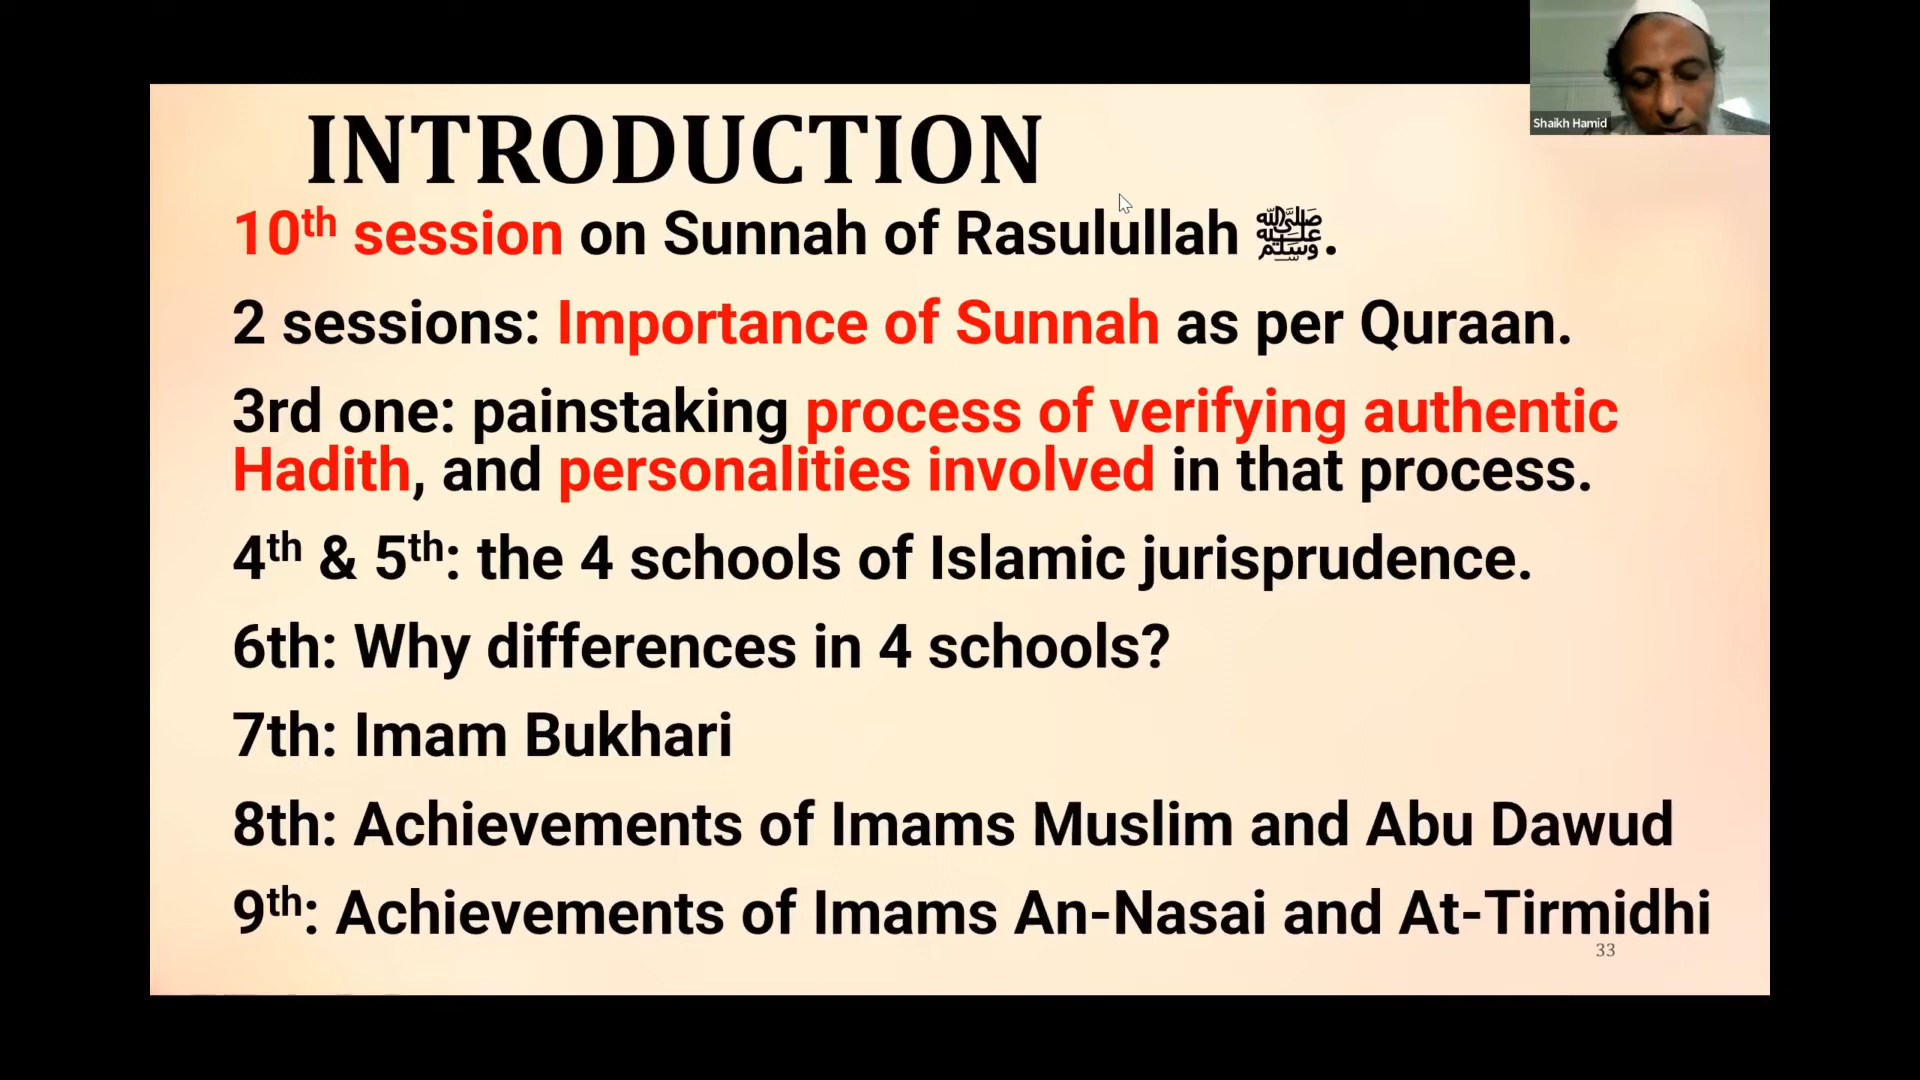 Shaikh Hamid
INTRODUCTION
10th session on Sunnah of Rasulullah ﷺ.
2 sessions: Importance of Sunnah as per Quraan.
3rd one: painstaking process of verifying authentic
Hadith, and personalities involved in that process.
4th & 5th: the 4 schools of Islamic jurisprudence.
6th: Why differences in 4 schools?
7th: Imam Bukhari
8th: Achievements of Imams Muslim and Abu Dawud
9th: Achievements of Imams An-Nasai and At-Tirmidhi
33